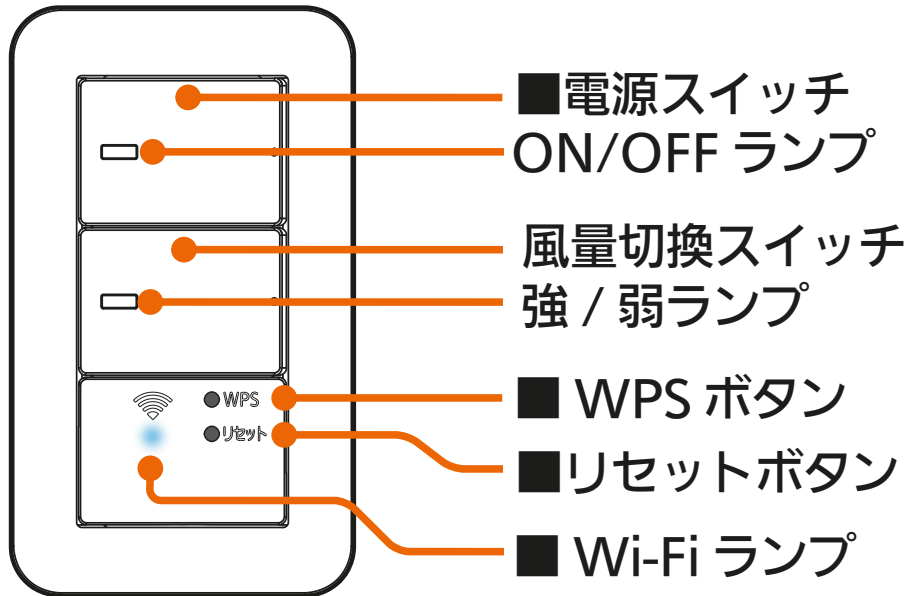 ■電源スイッチ
ON/OFF ランプ
風量切換スイッチ
強 / 弱ランプ
●WPS
●リセット
■ WPS ボタン
■リセットボタン
■ Wi-Fi ランプ